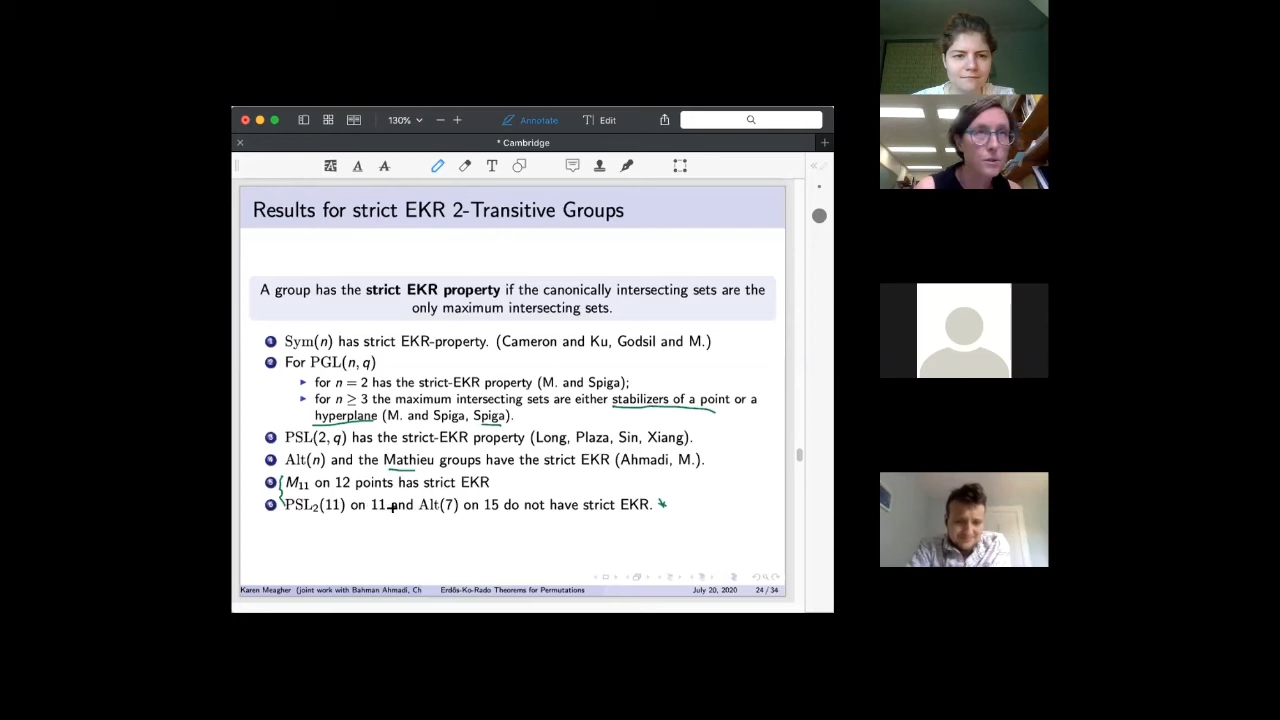 130%
Annotate
Edit
* Cambridge
Results for strict EKR 2-Transitive Groups
A group has the strict EKR property if the canonically intersecting sets are the
only maximum intersecting sets.
1 Sym(n) has strict EKR-property. (Cameron and Ku, Godsil and M.)
2 For PGL(n, q)
▶ for n = 2 has the strict-EKR property (M. and Spiga);
▶ for n ≥ 3 the maximum intersecting sets are either stabilizers of a point or a
hyperplane (M. and Spiga, Spiga).
3 PSL(2, q) has the strict-EKR property (Long, Plaza, Sin, Xiang).
4 Alt(n) and the Mathieu groups have the strict EKR (Ahmadi, M.).
5 M₁₁ on 12 points has strict EKR
6 PSL₂(11) on 11 and Alt(7) on 15 do not have strict EKR.
Karen Meagher (joint work with Bahman Ahmadi, Ch
Erdős-Ko-Rado Theorems for Permutations
July 20, 2020
24 / 34